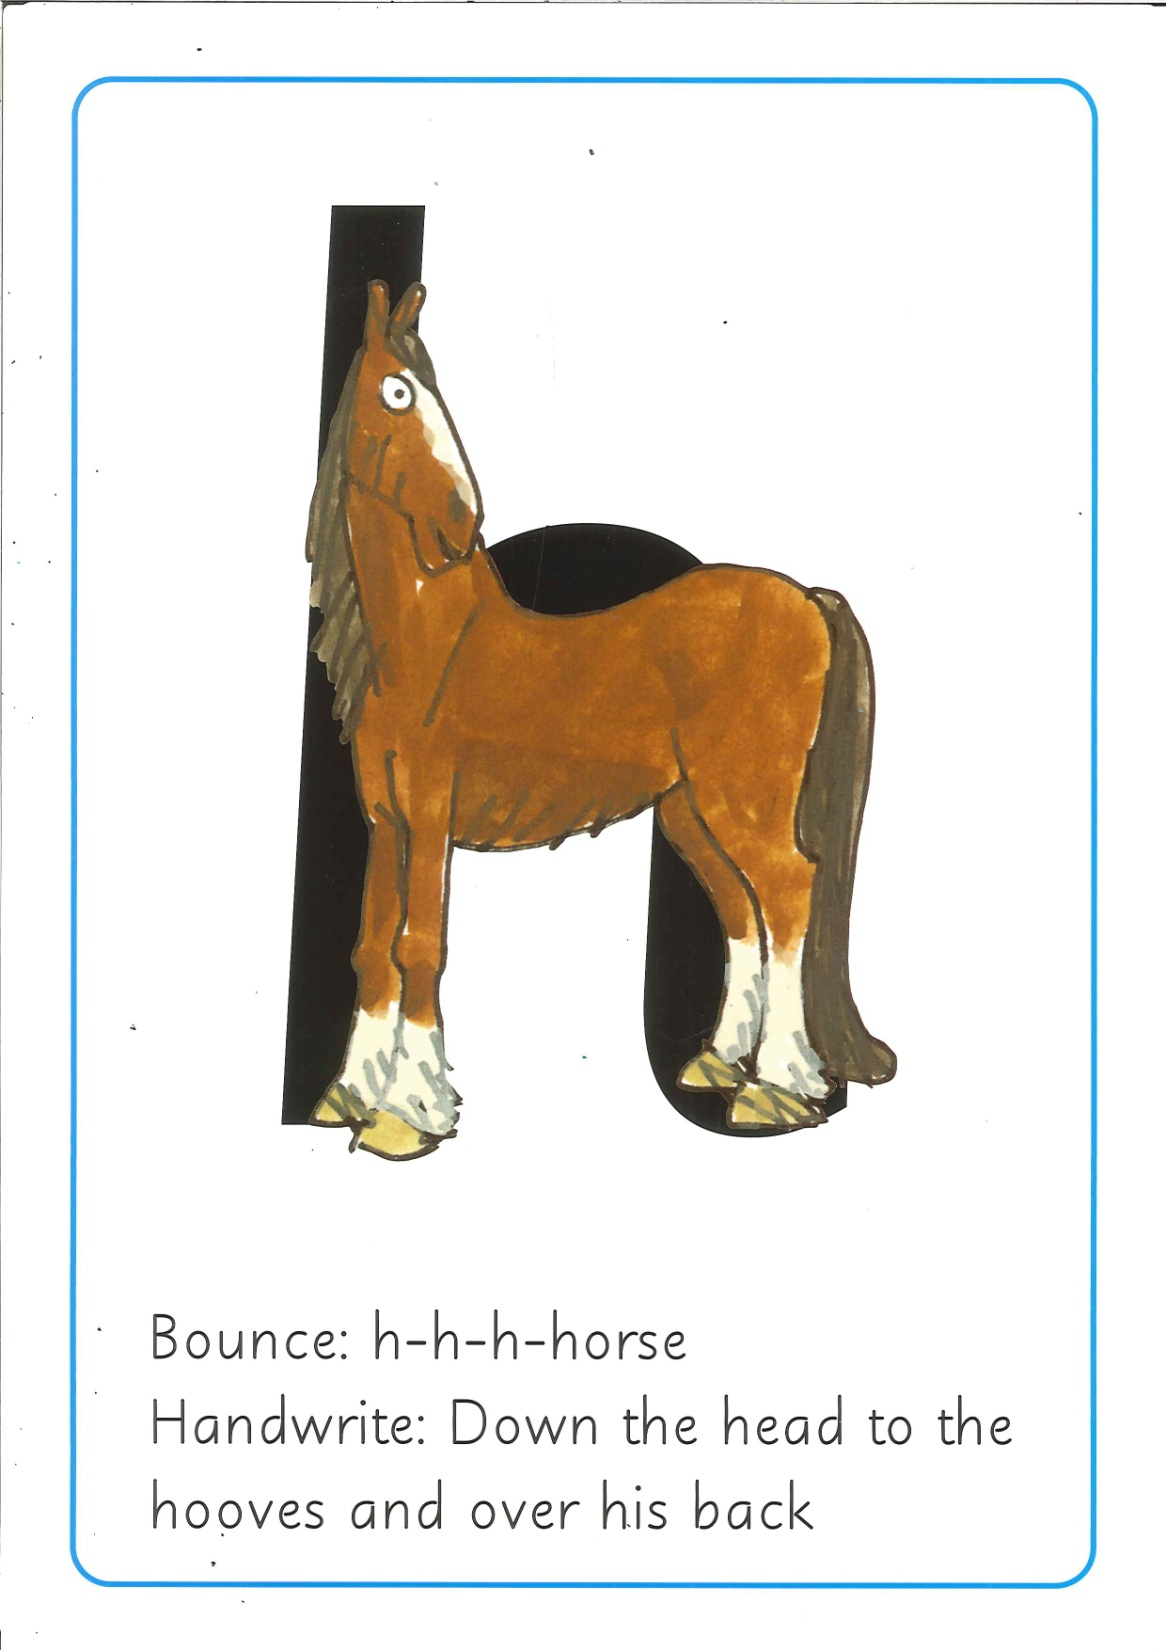 h
Bounce: h-h-h-horse
Handwrite: Down the head to the
hooves and over his back